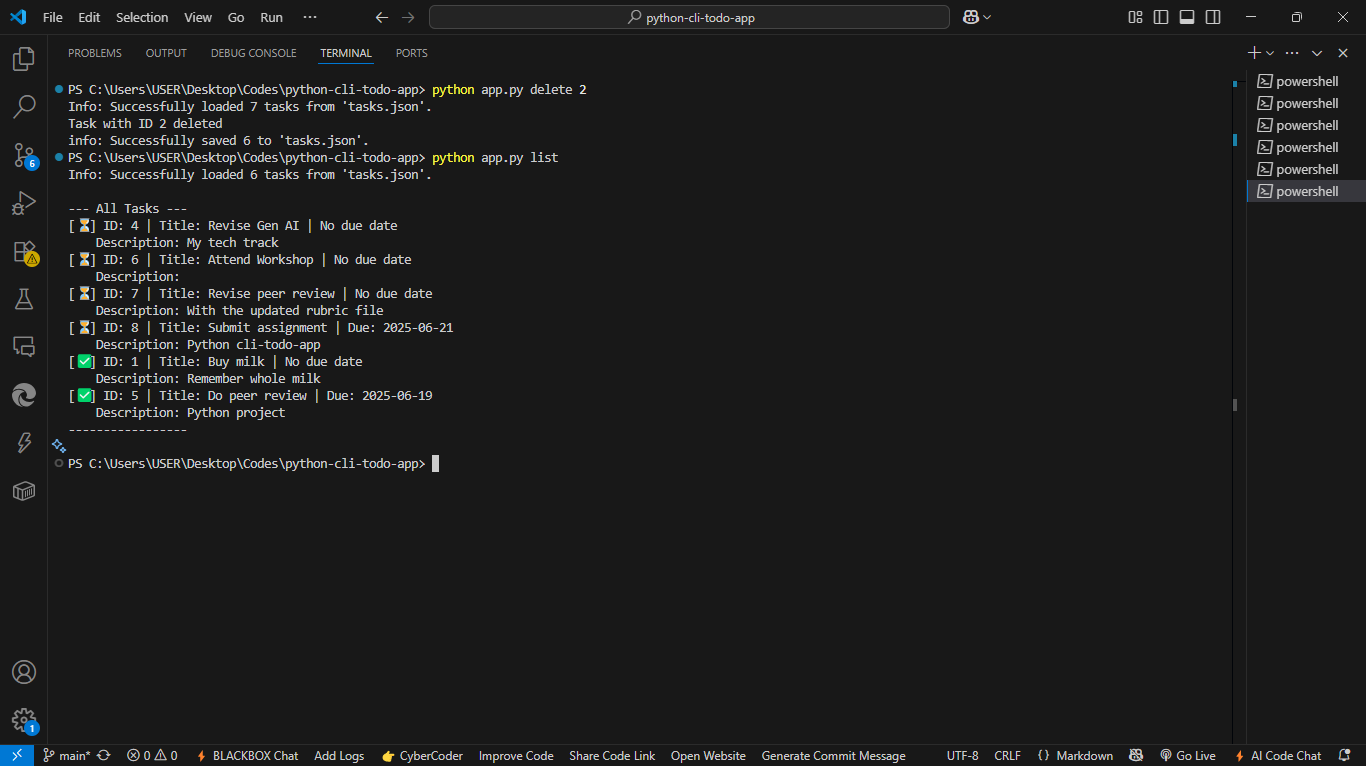 File Edit Selection View Go Run ··· python-cli-todo-app
PROBLEMS OUTPUT DEBUG CONSOLE TERMINAL PORTS
PS C:\Users\USER\Desktop\Codes\python-cli-todo-app> python app.py delete 2
Info: Successfully loaded 7 tasks from 'tasks.json'.
Task with ID 2 deleted
info: Successfully saved 6 to 'tasks.json'.
PS C:\Users\USER\Desktop\Codes\python-cli-todo-app> python app.py list
Info: Successfully loaded 6 tasks from 'tasks.json'.
--- All Tasks ---
[⏳] ID: 4 | Title: Revise Gen AI | No due date
Description: My tech track
[⏳] ID: 6 | Title: Attend Workshop | No due date
Description:
[⏳] ID: 7 | Title: Revise peer review | No due date
Description: With the updated rubric file
[⏳] ID: 8 | Title: Submit assignment | Due: 2025-06-21
Description: Python cli-todo-app
[✅] ID: 1 | Title: Buy milk | No due date
Description: Remember whole milk
[✅] ID: 5 | Title: Do peer review | Due: 2025-06-19
Description: Python project
-----------------
PS C:\Users\USER\Desktop\Codes\python-cli-todo-app>
powershell
powershell
powershell
powershell
powershell
powershell
6
1
main* 0 0 BLACKBOX Chat Add Logs 👉 CyberCoder Improve Code Share Code Link Open Website Generate Commit Message UTF-8 CRLF {} Markdown Go Live AI Code Chat